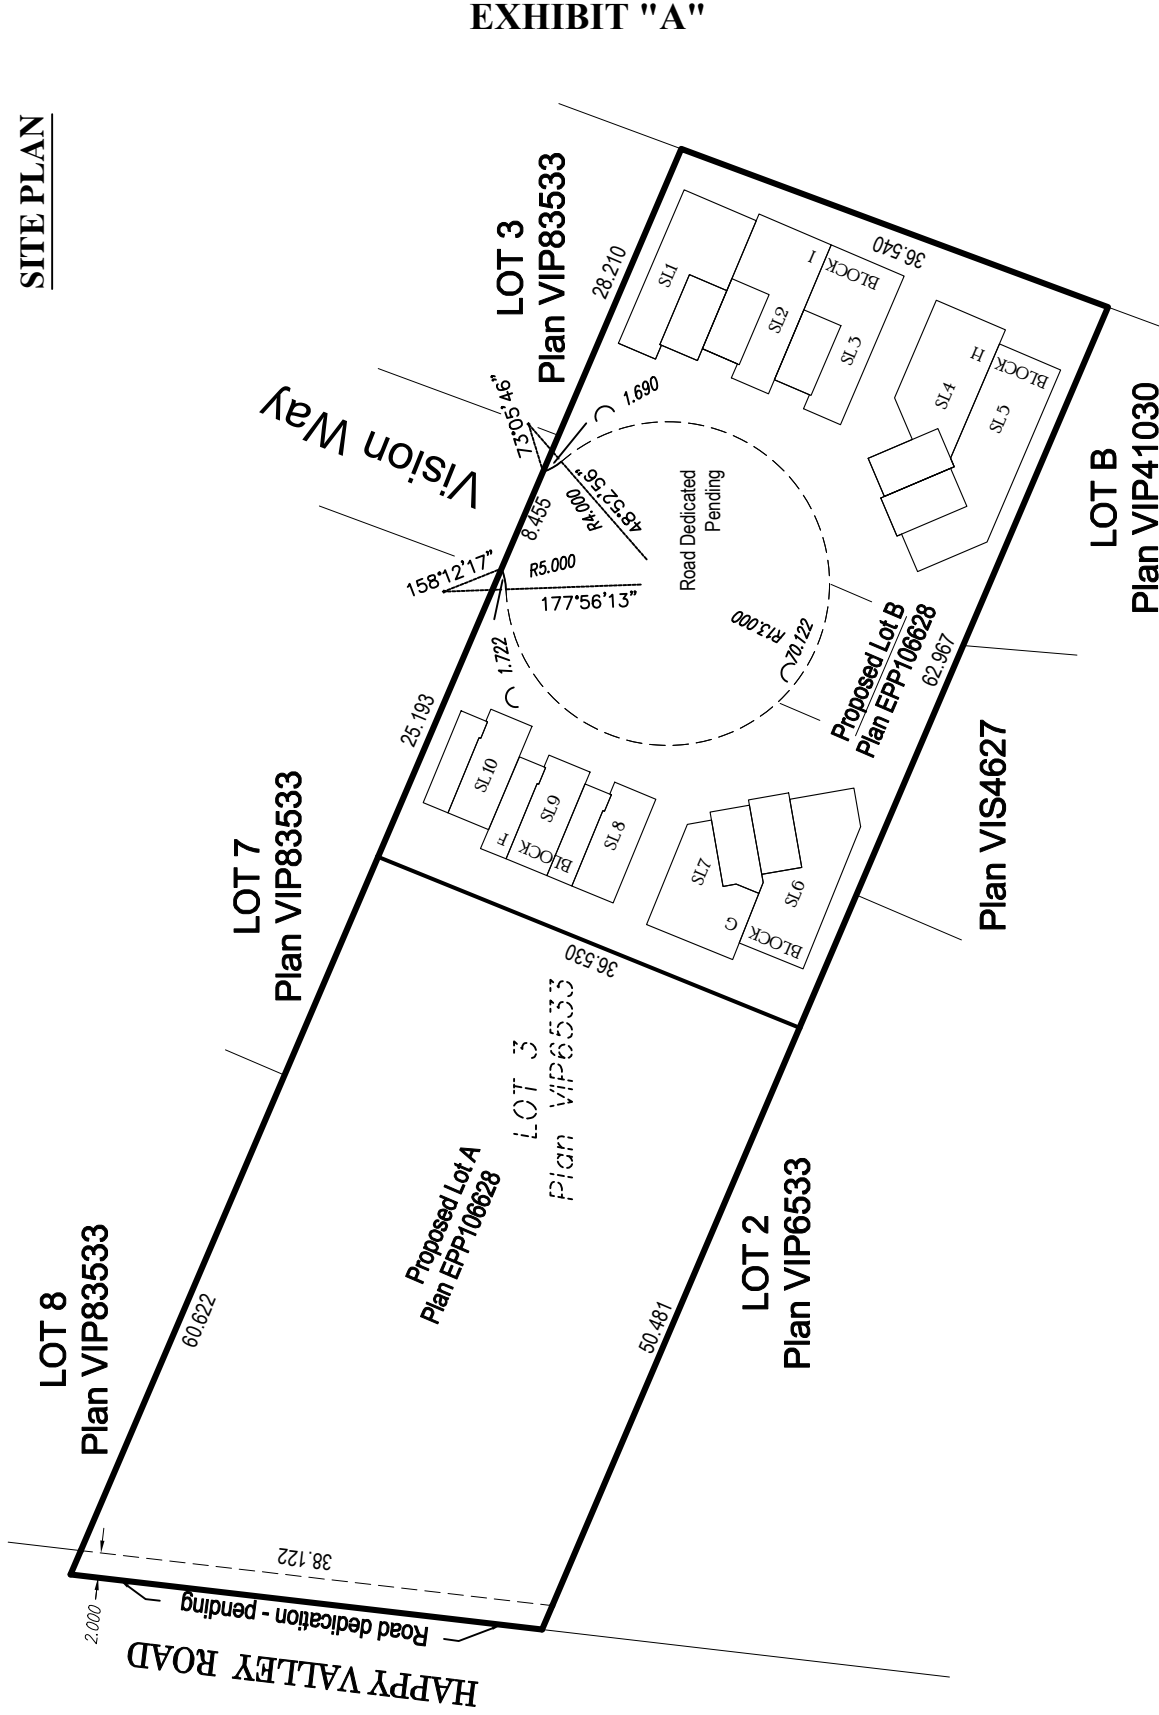 EXHIBIT "A"
SITE PLAN
LOT 3
Plan VIP83533
28.210
36.540
SL1
SL2
SL3
BLOCK I
SL4
SL5
BLOCK H
Vision Way
73°05'46"
1.690
8.455
R4.000
48°52'56"
158°12'17"
R5.000
177°56'13"
1.722
Road Dedicated
Pending
R13.000
70.122
LOT B
Plan VIP41030
Proposed Lot B
Plan EPP106628
62.967
25.193
SL10
SL9
SL8
BLOCK F
SL7
SL6
BLOCK G
Plan VIS4627
LOT 7
Plan VIP83533
36.530
LOT 3
Plan VIP6533
Proposed Lot A
Plan EPP106628
LOT 2
Plan VIP6533
50.481
60.622
LOT 8
Plan VIP83533
38.122
2.000
Road dedication - pending
HAPPY VALLEY ROAD